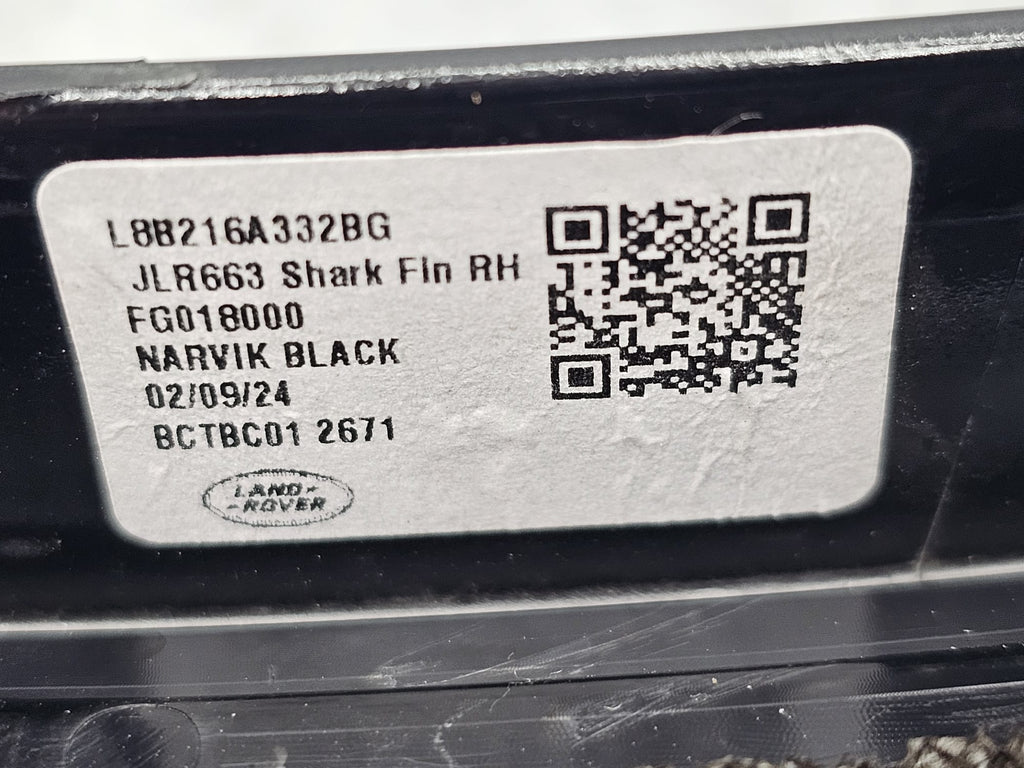 L8B216A332BG
JLR663 Shark Fin RH
FG018000
NARVIK BLACK
02/09/24
BCTBC01 2671
LAND-
-ROVER